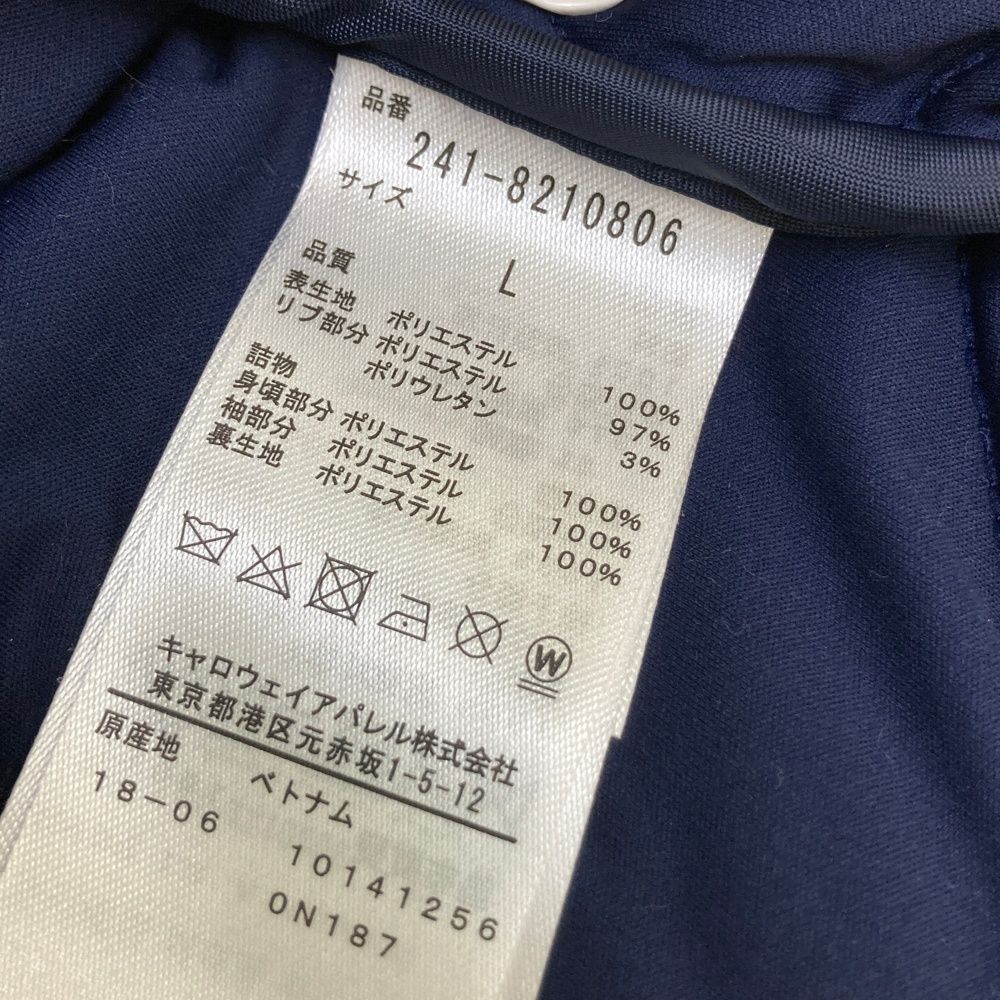 品番
241-8210806
サイズ
L
品質
表生地 ポリエステル 100%
リブ部分 ポリエステル 97%
ポリウレタン 3%
詰物
身頃部分 ポリエステル 100%
袖部分 ポリエステル 100%
裏生地 ポリエステル 100%
W
キャロウェイアパレル株式会社
東京都港区元赤坂1-5-12
原産地 ベトナム
18-06 10141256
0N187